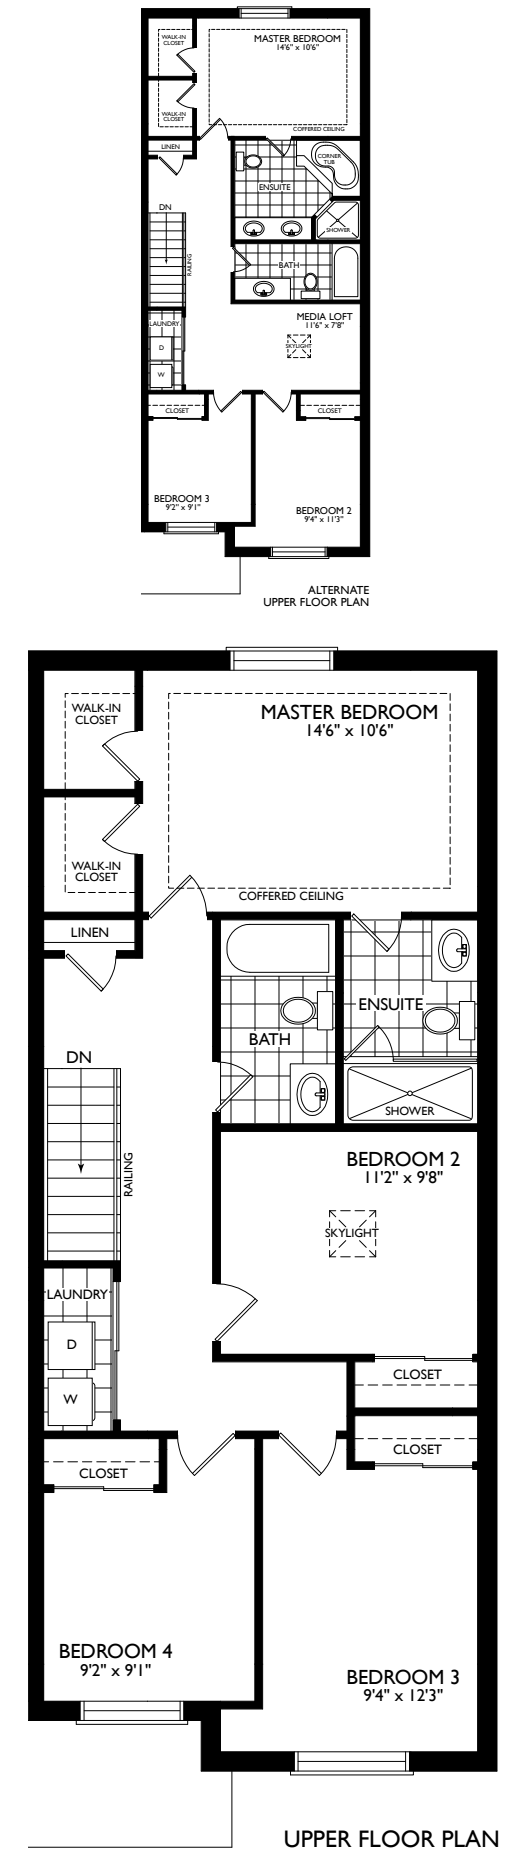 WALK-IN
CLOSET
MASTER BEDROOM
14'6" x 10'6"
WALK-IN
CLOSET
COFFERED CEILING
LINEN
CORNER
TUB
ENSUITE
DN
SHOWER
RAILING
BATH
MEDIA LOFT
11'6" x 7'8"
LAUNDRY
SKYLIGHT
D
W
CLOSET
CLOSET
BEDROOM 3
9'2" x 9'1"
BEDROOM 2
9'4" x 11'3"
ALTERNATE
UPPER FLOOR PLAN
WALK-IN
CLOSET
MASTER BEDROOM
14'6" x 10'6"
WALK-IN
CLOSET
COFFERED CEILING
LINEN
ENSUITE
BATH
DN
SHOWER
RAILING
BEDROOM 2
11'2" x 9'8"
SKYLIGHT
LAUNDRY
D
W
CLOSET
CLOSET
CLOSET
BEDROOM 4
9'2" x 9'1"
BEDROOM 3
9'4" x 12'3"
UPPER FLOOR PLAN